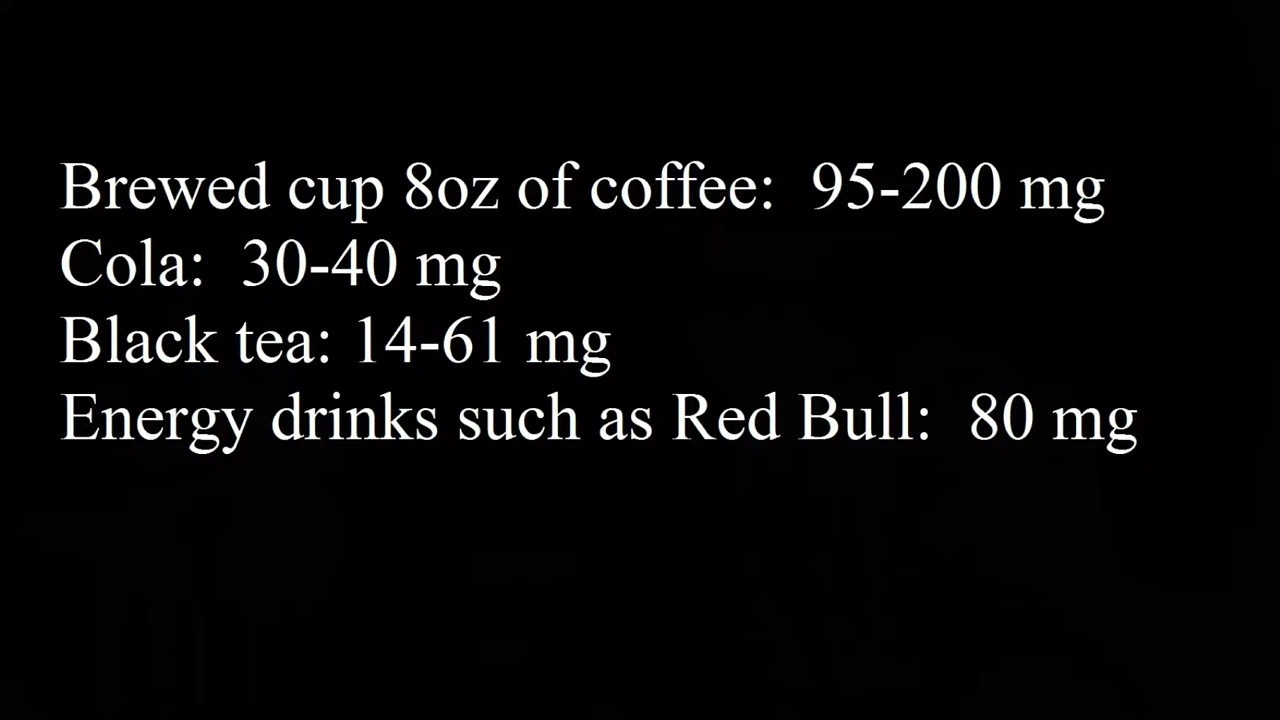 Brewed cup 8oz of coffee:  95-200 mg
Cola:  30-40 mg
Black tea: 14-61 mg
Energy drinks such as Red Bull:  80 mg